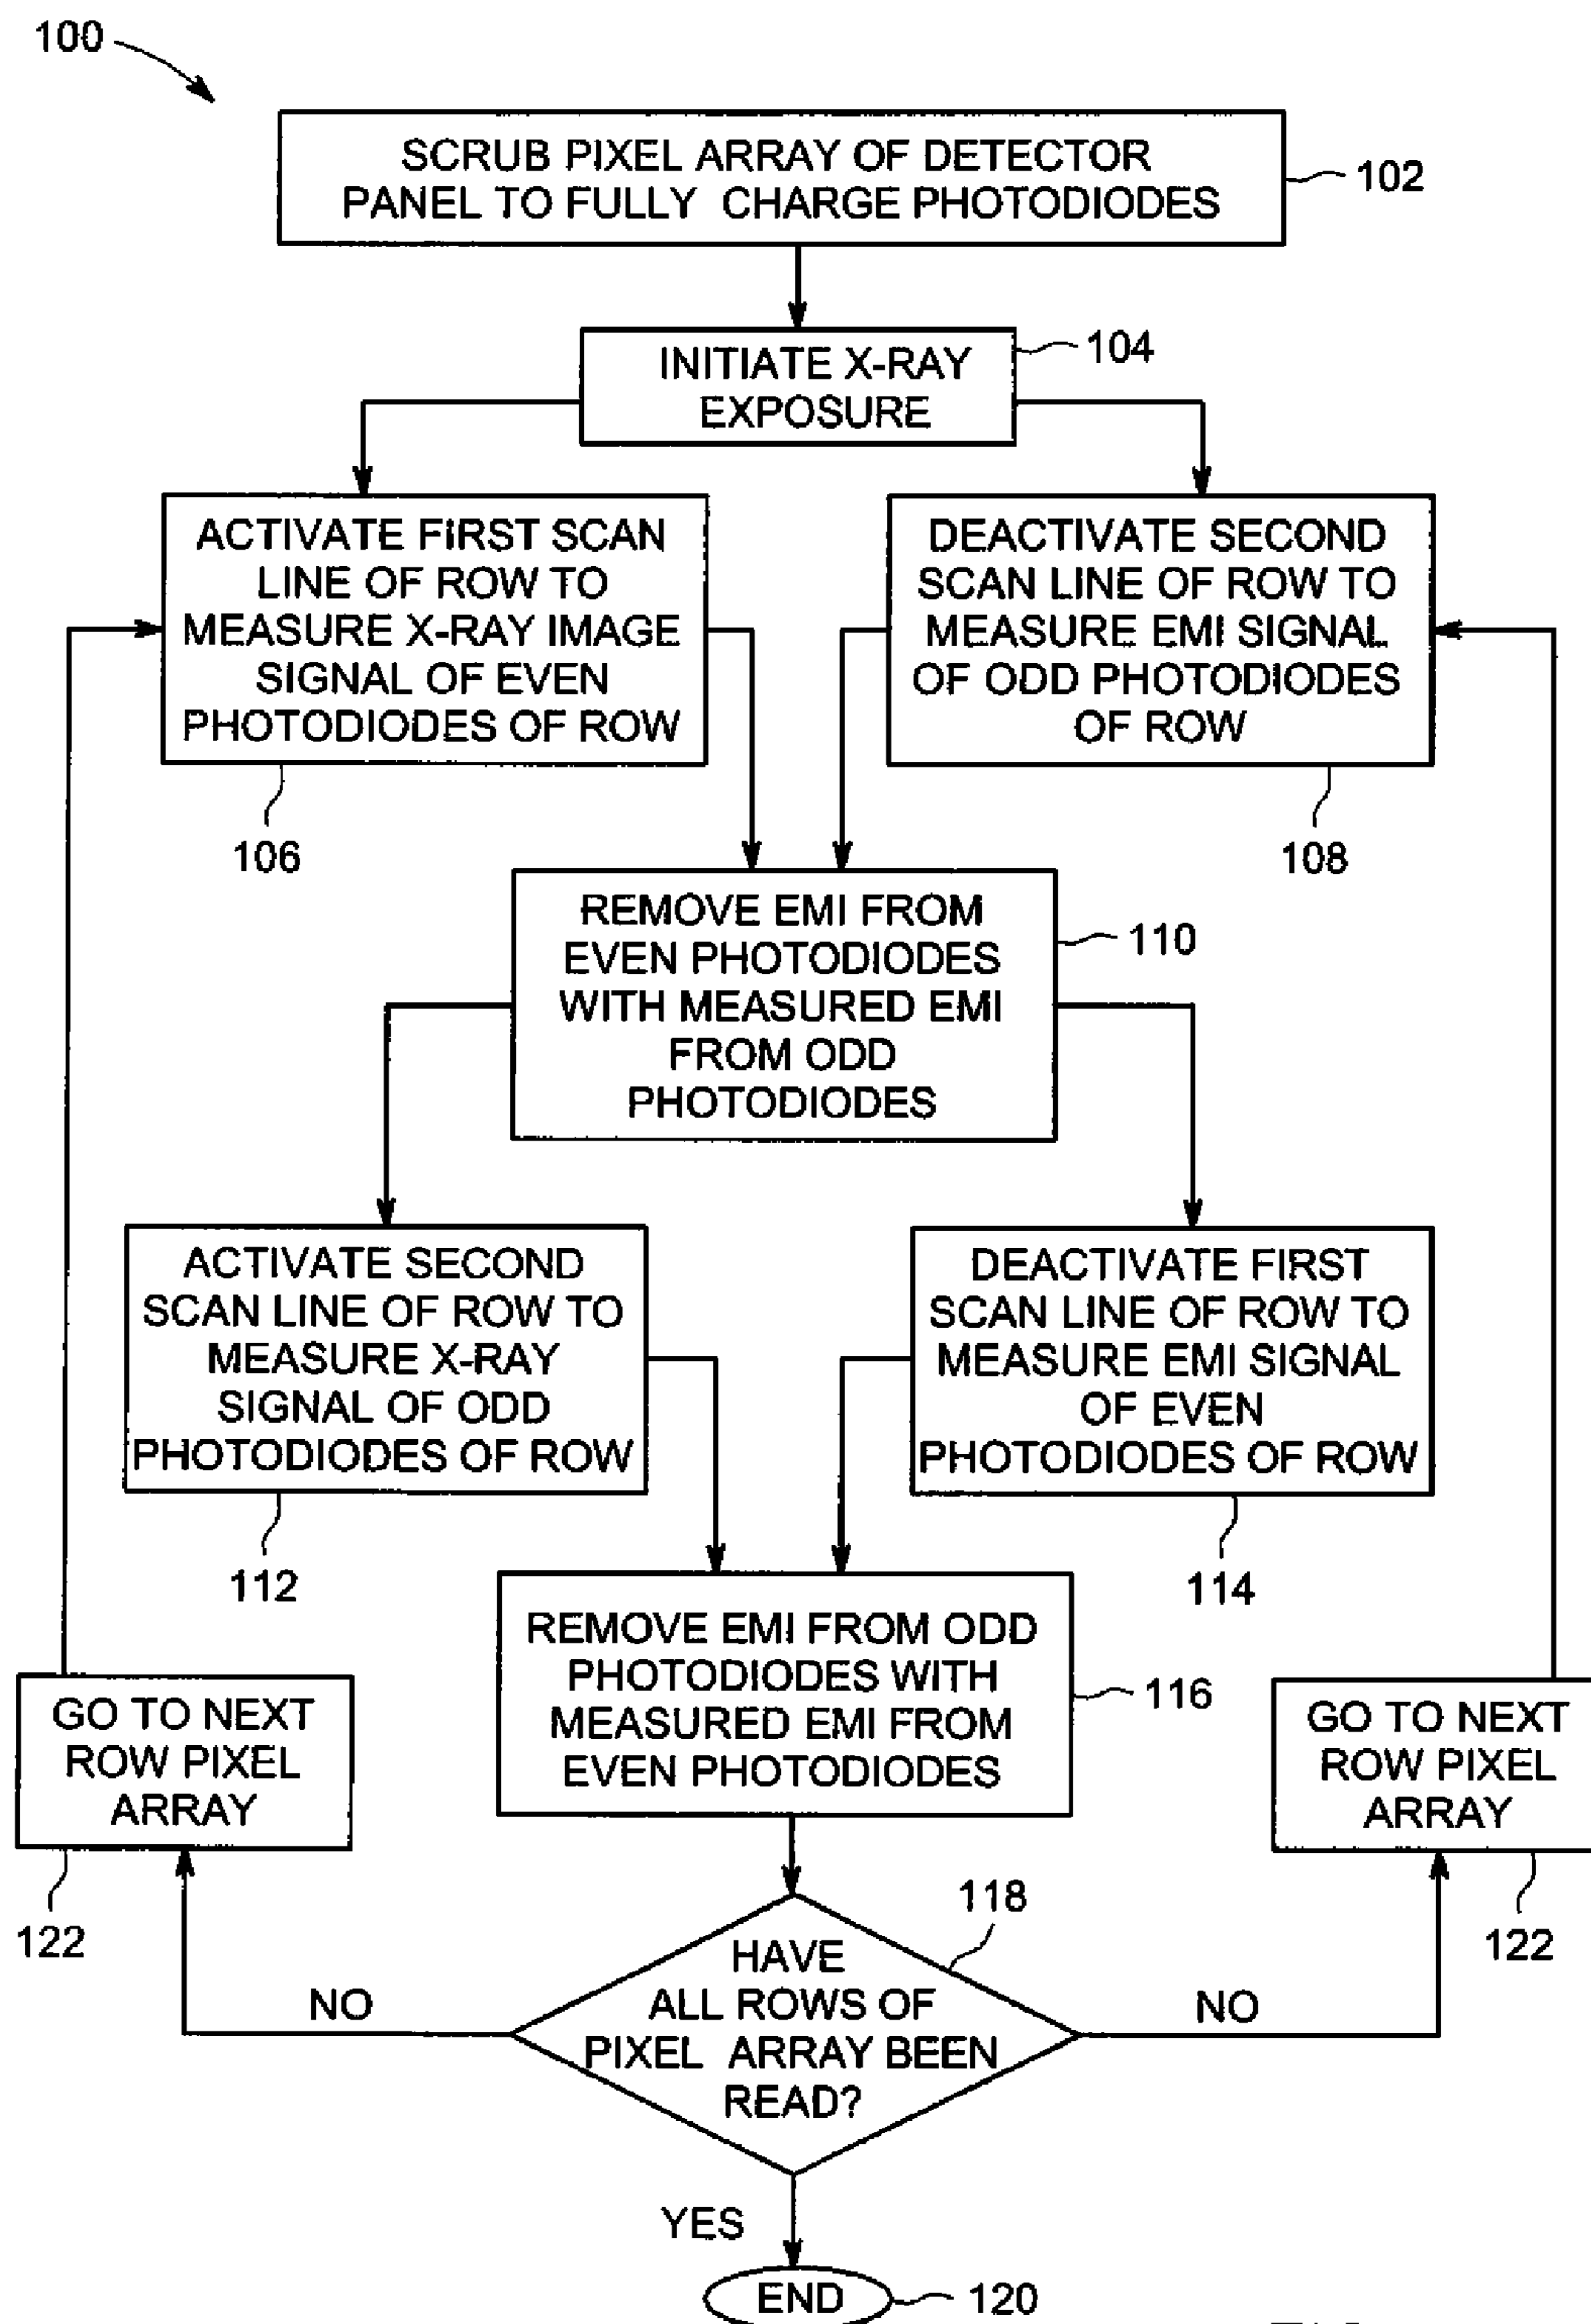 100
SCRUB PIXEL ARRAY OF DETECTOR
PANEL TO FULLY CHARGE PHOTODIODES
102
INITIATE X-RAY
EXPOSURE
104
ACTIVATE FIRST SCAN
LINE OF ROW TO
MEASURE X-RAY IMAGE
SIGNAL OF EVEN
PHOTODIODES OF ROW
106
DEACTIVATE SECOND
SCAN LINE OF ROW TO
MEASURE EMI SIGNAL
OF ODD PHOTODIODES
OF ROW
108
REMOVE EMI FROM
EVEN PHOTODIODES
WITH MEASURED EMI
FROM ODD
PHOTODIODES
110
ACTIVATE SECOND
SCAN LINE OF ROW TO
MEASURE X-RAY
SIGNAL OF ODD
PHOTODIODES OF ROW
112
DEACTIVATE FIRST
SCAN LINE OF ROW TO
MEASURE EMI SIGNAL
OF EVEN
PHOTODIODES OF ROW
114
REMOVE EMI FROM ODD
PHOTODIODES WITH
MEASURED EMI FROM
EVEN PHOTODIODES
116
GO TO NEXT
ROW PIXEL
ARRAY
122
GO TO NEXT
ROW PIXEL
ARRAY
122
HAVE
ALL ROWS OF
PIXEL ARRAY BEEN
READ?
118
NO
NO
YES
END
120